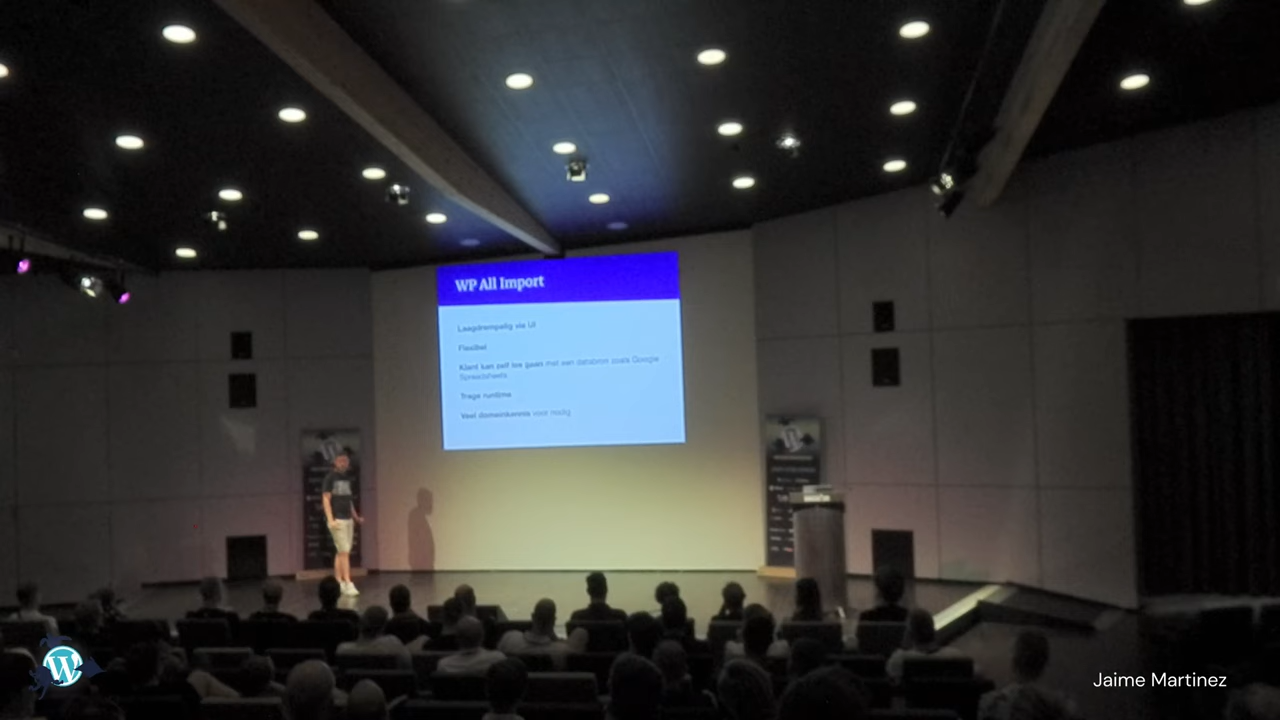 WP All Import
Laagdrempelig via UI
Flexibel
Klant kan zelf los gaan met een databron zoals Google
Spreadsheets
Trage runtime
Veel domeinkennis voor nodig
Jaime Martinez